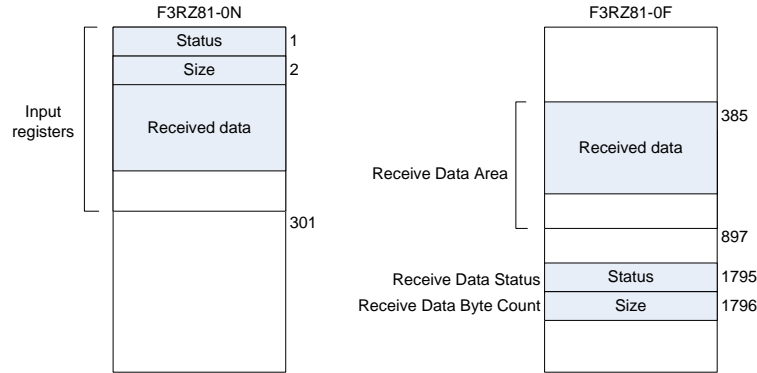 F3RZ81-0N
Status
1
Size
2
Input
registers
Received data
301
F3RZ81-0F
385
Received data
Receive Data Area
897
Receive Data Status
Status
1795
Receive Data Byte Count
Size
1796